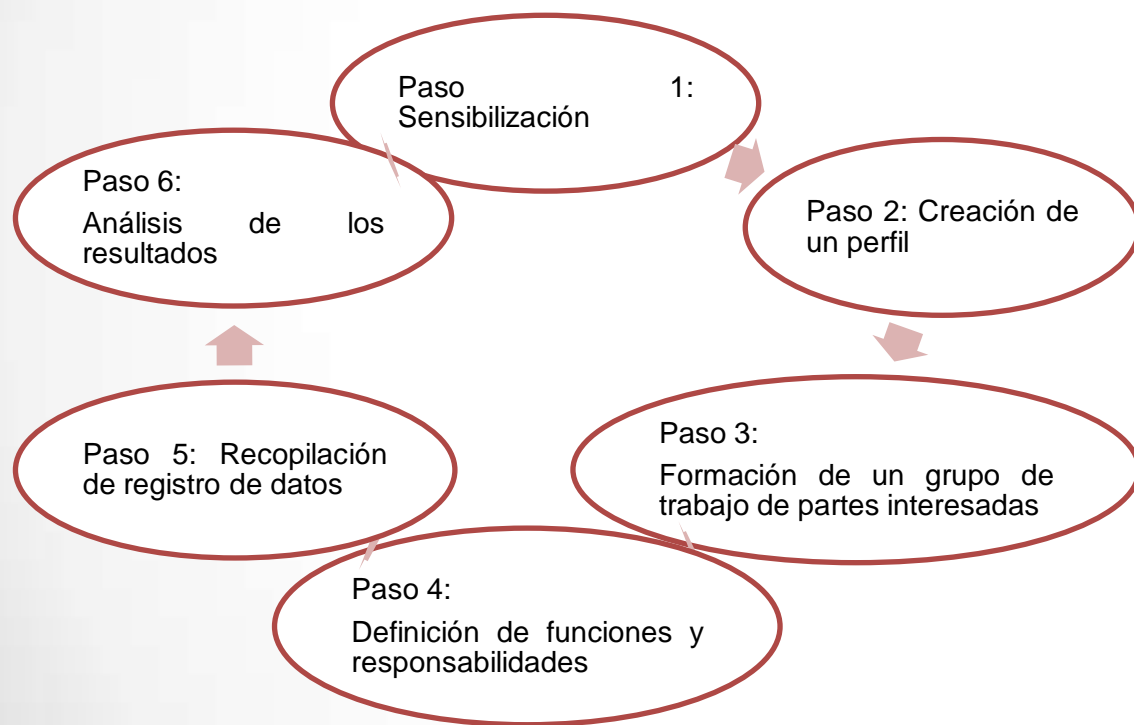 Paso 1:
Sensibilización
Paso 2: Creación de
un perfil
Paso 3:
Formación de un grupo de
trabajo de partes interesadas
Paso 4:
Definición de funciones y
responsabilidades
Paso 5: Recopilación
de registro de datos
Paso 6:
Análisis de los
resultados